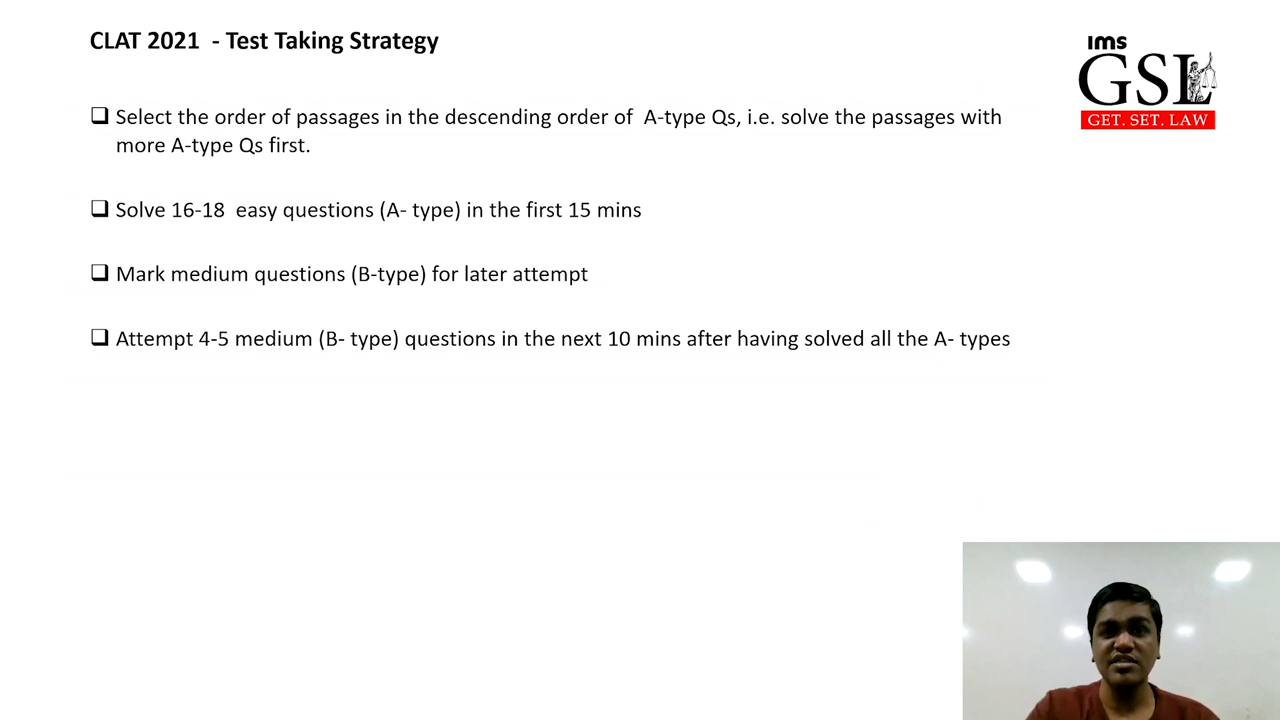 CLAT 2021 - Test Taking Strategy
ims
GSL
GET. SET. LAW
Select the order of passages in the descending order of A-type Qs, i.e. solve the passages with
more A-type Qs first.
Solve 16-18 easy questions (A- type) in the first 15 mins
Mark medium questions (B-type) for later attempt
Attempt 4-5 medium (B- type) questions in the next 10 mins after having solved all the A- types